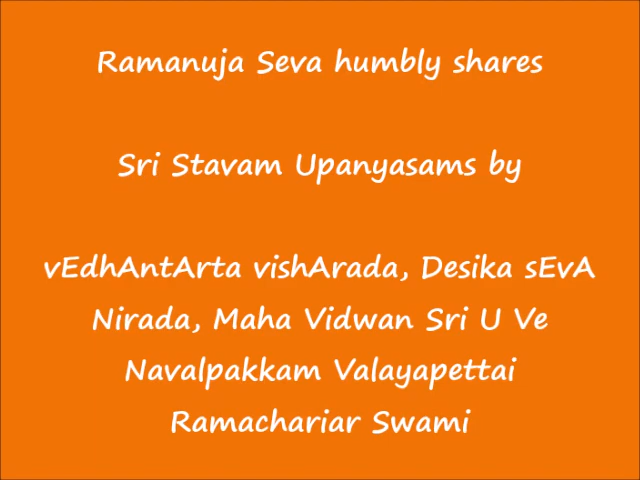 Ramanuja Seva humbly shares
Sri Stavam Upanyasams by
vEdhAntArta vishArada, Desika sEvA
Nirada, Maha Vidwan Sri U Ve
Navalpakkam Valayapettai
Ramachariar Swami